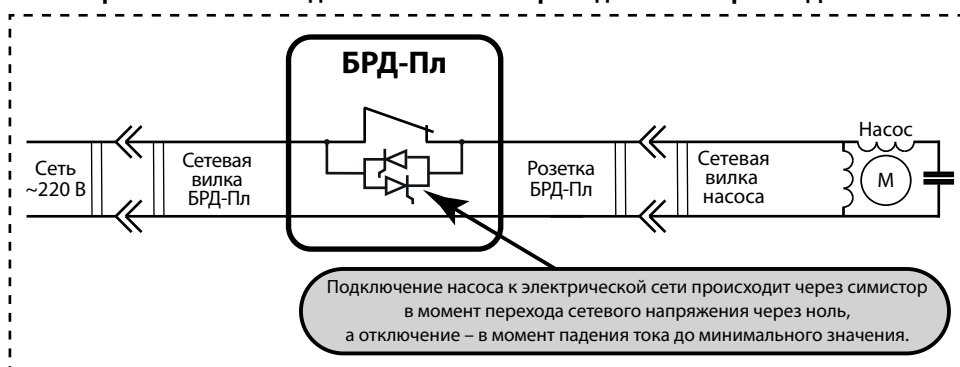 БРД-Пл
Насос
Сеть
~220 В
Сетевая
вилка
БРД-Пл
Розетка
БРД-Пл
Сетевая
вилка
насоса
М
Подключение насоса к электрической сети происходит через симистор
в момент перехода сетевого напряжения через ноль,
а отключение – в момент падения тока до минимального значения.